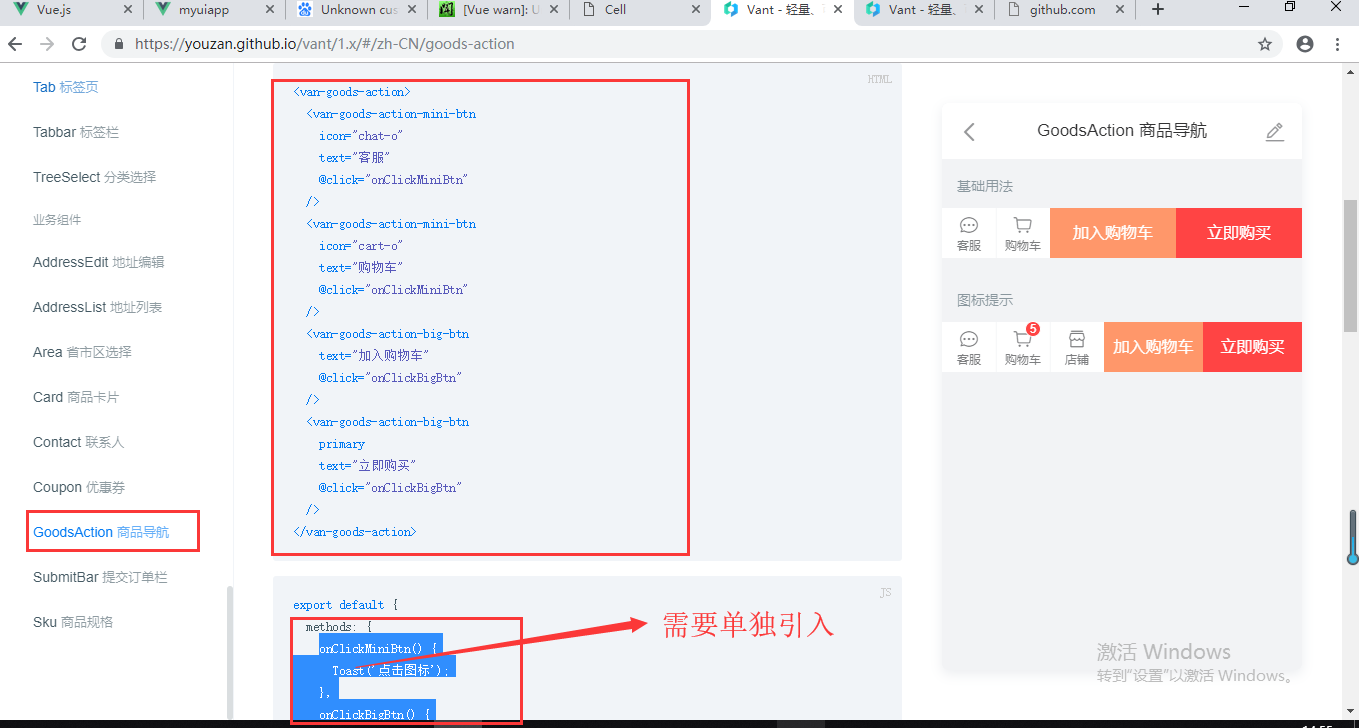 Vue.js
myuiapp
Unknown cus
[Vue warn]: U
Cell
Vant - 轻量、
Vant - 轻量、
github.com
https://youzan.github.io/vant/1.x/#/zh-CN/goods-action
Tab 标签页
Tabbar 标签栏
TreeSelect 分类选择
业务组件
AddressEdit 地址编辑
AddressList 地址列表
Area 省市区选择
Card 商品卡片
Contact 联系人
Coupon 优惠券
GoodsAction 商品导航
SubmitBar 提交订单栏
Sku 商品规格
HTML
<van-goods-action>
<van-goods-action-mini-btn
icon="chat-o"
text="客服"
@click="onClickMiniBtn"
/>
<van-goods-action-mini-btn
icon="cart-o"
text="购物车"
@click="onClickMiniBtn"
/>
<van-goods-action-big-btn
text="加入购物车"
@click="onClickBigBtn"
/>
<van-goods-action-big-btn
primary
text="立即购买"
@click="onClickBigBtn"
/>
</van-goods-action>
JS
export default {
methods: {
onClickMiniBtn() {
Toast('点击图标');
},
onClickBigBtn() {
需要单独引入
GoodsAction 商品导航
基础用法
客服
购物车
加入购物车
立即购买
图标提示
5
客服
购物车
店铺
加入购物车
立即购买
激活 Windows
转到"设置"以激活 Windows。